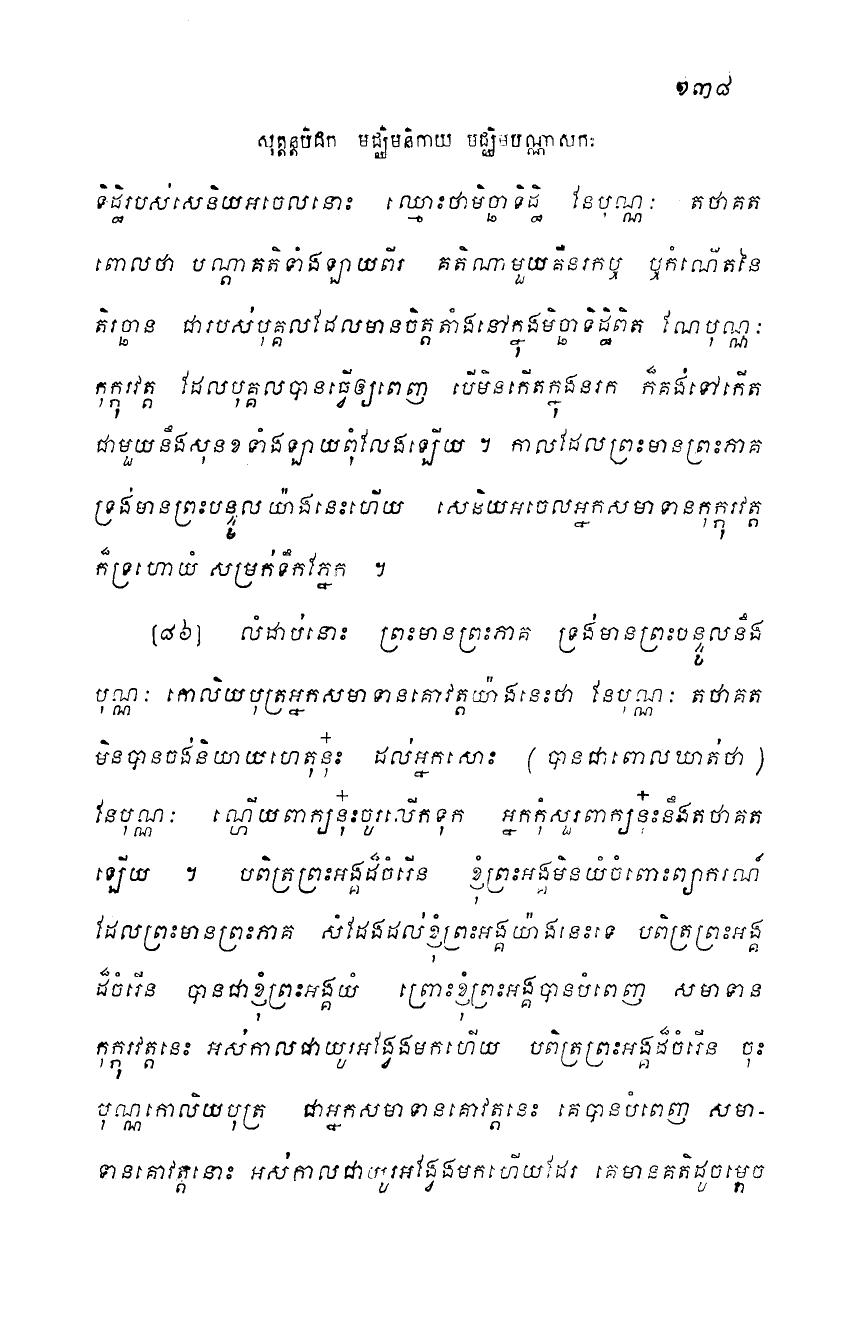 ១៣៨
សុត្តន្តបិដក មជ្ឈិមនិកាយ មជ្ឈិមបណ្ណាសកៈ
ទិដ្ឋិរបស់សេនិយអចេលនោះ ឈ្មោះថាមិច្ឆាទិដ្ឋិ នែបុណ្ណៈ តថាគត
ពោលថា បណ្តាគតិទាំងឡាយពីរ គតិណាមួយគឺនរកឬ ឬកំណើតនៃ
តិរច្ឆាន ជារបស់បុគ្គលដែលមានចិត្តតាំងនៅក្នុងមិច្ឆាទិដ្ឋិពិត ណែបុណ្ណៈ
កុក្កុរវត្ត ដែលបុគ្គលបានធ្វើឲ្យពេញ បើមិនកើតក្នុងនរក ក៏គង់ទៅកើត
ជាមួយនឹងសុនខទាំងឡាយពុំលែងឡើយ ។ កាលដែលព្រះមានព្រះភាគ
ទ្រង់មានព្រះបន្ទូលយ៉ាងនេះហើយ សេនិយអចេលអ្នកសមាទានកុក្កុរវត្ត
ក៏ទ្រហោយំ សម្រក់ទឹកភ្នែក ។
[៨៦] លំដាប់នោះ ព្រះមានព្រះភាគ ទ្រង់មានព្រះបន្ទូលនឹង
បុណ្ណៈ កោលិយបុត្រអ្នកសមាទានគោវត្តយ៉ាងនេះថា នែបុណ្ណៈ តថាគត
មិនបានចង់និយាយហេតុនុ៎ះ ដល់អ្នកសោះ (បានជាពោលឃាត់ថា)
នែបុណ្ណៈ ណ្ហើយពាក្យនុ៎ះចូរលើកទុក អ្នកកុំសួរពាក្យនុ៎ះនឹងតថាគត
ឡើយ ។ បពិត្រព្រះអង្គដ៏ចំរើន ខ្ញុំព្រះអង្គមិនយំចំពោះព្យាករណ៍
ដែលព្រះមានព្រះភាគ សំដែងដល់ខ្ញុំព្រះអង្គយ៉ាងនេះទេ បពិត្រព្រះអង្គ
ដ៏ចំរើន បានជាខ្ញុំព្រះអង្គយំ ព្រោះខ្ញុំព្រះអង្គបានបំពេញ សមាទាន
កុក្កុរវត្តនេះ អស់កាលជាយូរអង្វែងមកហើយ បពិត្រព្រះអង្គដ៏ចំរើន ចុះ
បុណ្ណកោលិយបុត្រ ជាអ្នកសមាទានគោវត្តនេះ គេបានបំពេញ សមា-
ទានគោវត្តនោះ អស់កាលជាយូរអង្វែងមកហើយដែរ គេមានគតិដូចម្តេច